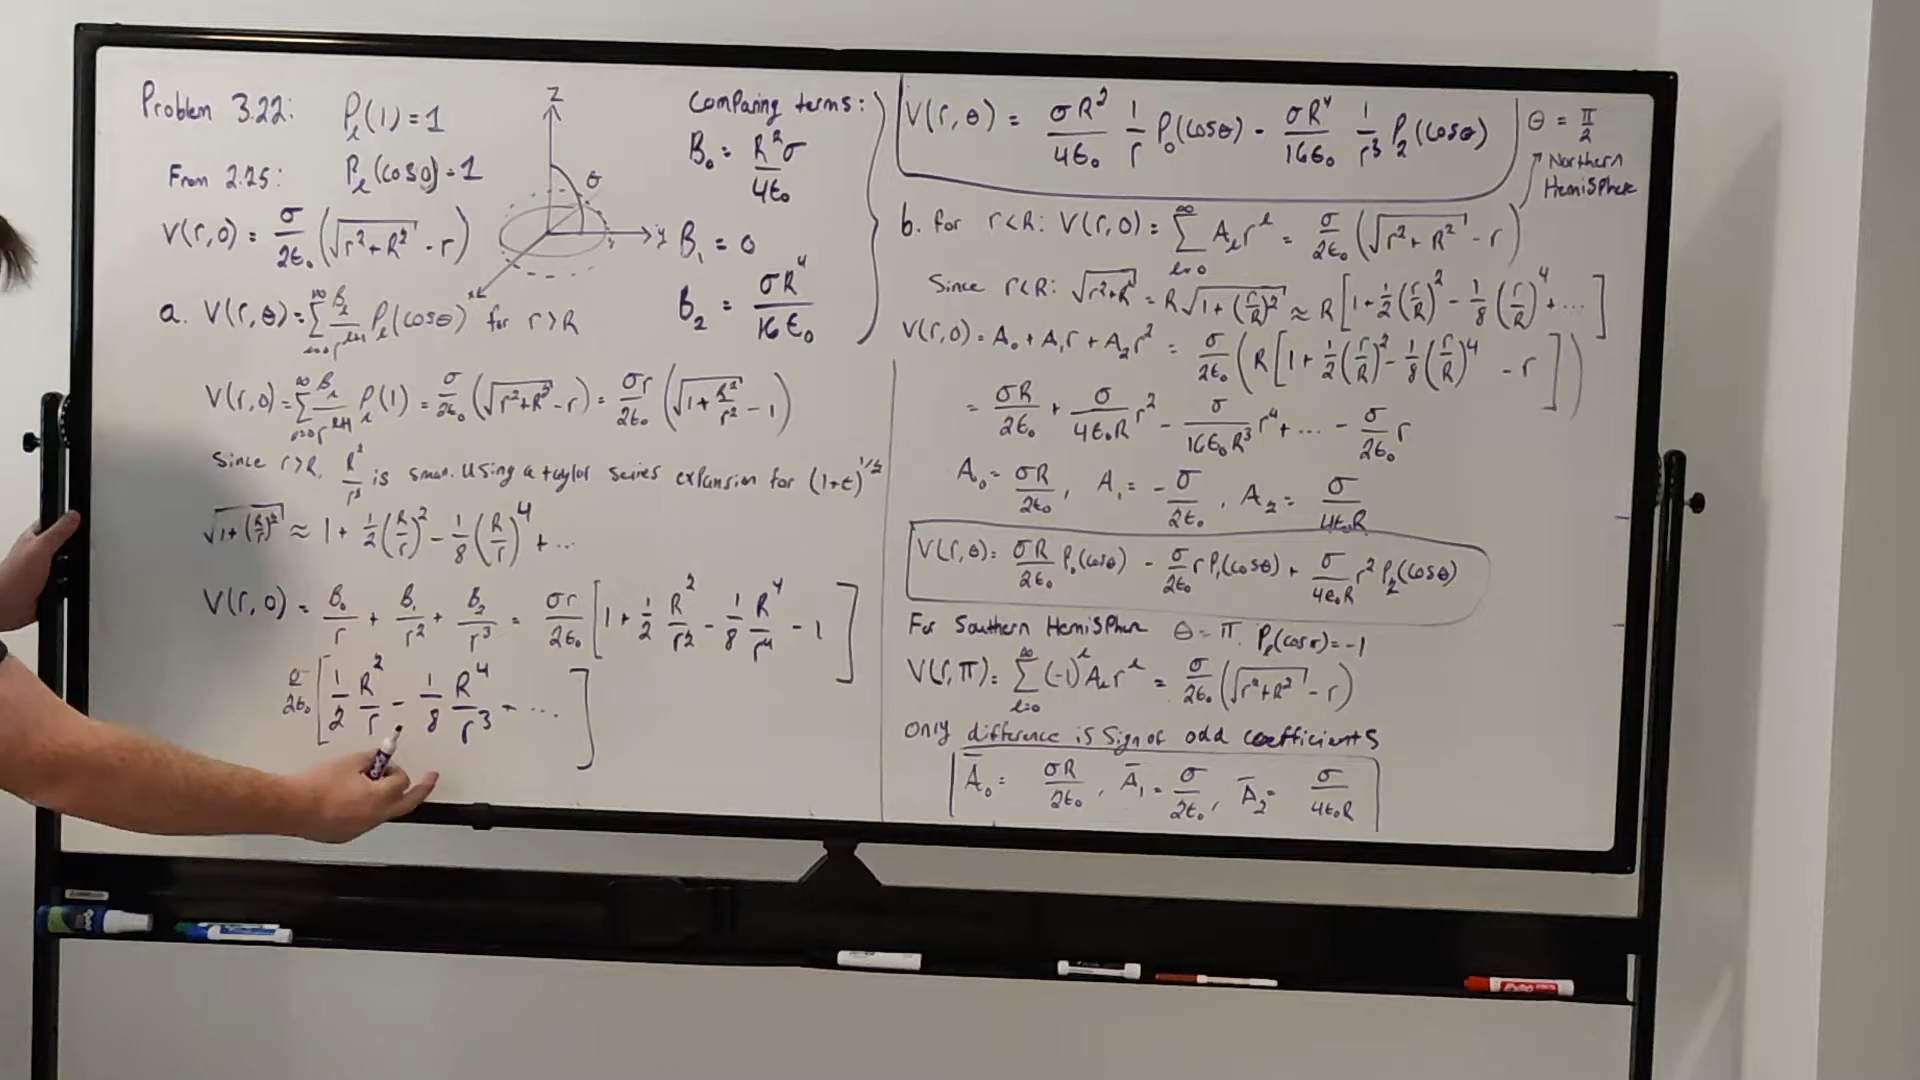 Problem 3.22:
P_ℓ(1) = 1
From 2.25:
P_ℓ(cos 0) = 1
V(r,0) = σ/2ε₀ (√(r²+R²) - r)
z
θ
y
x
a. V(r,θ) = ∑_{ℓ=0}^{∞} B_ℓ/r^{ℓ+1} P_ℓ(cosθ) for r>R
V(r,0) = ∑_{ℓ=0}^{∞} B_ℓ/r^{ℓ+1} P_ℓ(1) = σ/2ε₀ (√(r²+R²) - r) = σr/2ε₀ (√(1+R²/r²) - 1)
Since r>R, R²/r² is small. Using a taylor series expansion for (1+ε)^{1/2}
√(1+(R/r)²) ≈ 1 + 1/2 (R/r)² - 1/8 (R/r)⁴ + ...
V(r,0) = B₀/r + B₁/r² + B₂/r³ = σr/2ε₀ [1 + 1/2 R²/r² - 1/8 R⁴/r⁴ - 1]
σ/2ε₀ [1/2 R²/r - 1/8 R⁴/r³ + ...]
Comparing terms:
B₀ = R²σ/4ε₀
B₁ = 0
B₂ = σR⁴/16ε₀
V(r,θ) = σR²/4ε₀ 1/r P₀(cosθ) - σR⁴/16ε₀ 1/r³ P₂(cosθ)
θ = π/2
Northern
Hemisphere
b. for r<R: V(r,0) = ∑_{ℓ=0}^{∞} A_ℓ r^ℓ = σ/2ε₀ (√(r²+R²) - r)
Since r<R: √(r²+R²) = R√(1+(r/R)²) ≈ R[1+1/2(r/R)² - 1/8(r/R)⁴ + ...]
V(r,0) = A₀ + A₁r + A₂r² = σ/2ε₀ (R[1+1/2(r/R)² - 1/8(r/R)⁴ - r])
= σR/2ε₀ + σ/4ε₀R r² - σ/16ε₀R³ r⁴ + ... - σ/2ε₀ r
A₀ = σR/2ε₀, A₁ = -σ/2ε₀, A₂ = σ/4ε₀R
V(r,θ) = σR/2ε₀ P₀(cosθ) - σ/2ε₀ r P₁(cosθ) + σ/4ε₀R r² P₂(cosθ)
For Southern Hemisphere θ = π. P_ℓ(cosπ) = -1
V(r,π) = ∑_{ℓ=0}^{∞} (-1)^ℓ A_ℓ r^ℓ = σ/2ε₀ (√(r²+R²) - r)
Only difference is sign of odd coefficients
Ā₀ = σR/2ε₀, Ā₁ = σ/2ε₀, Ā₂ = σ/4ε₀R